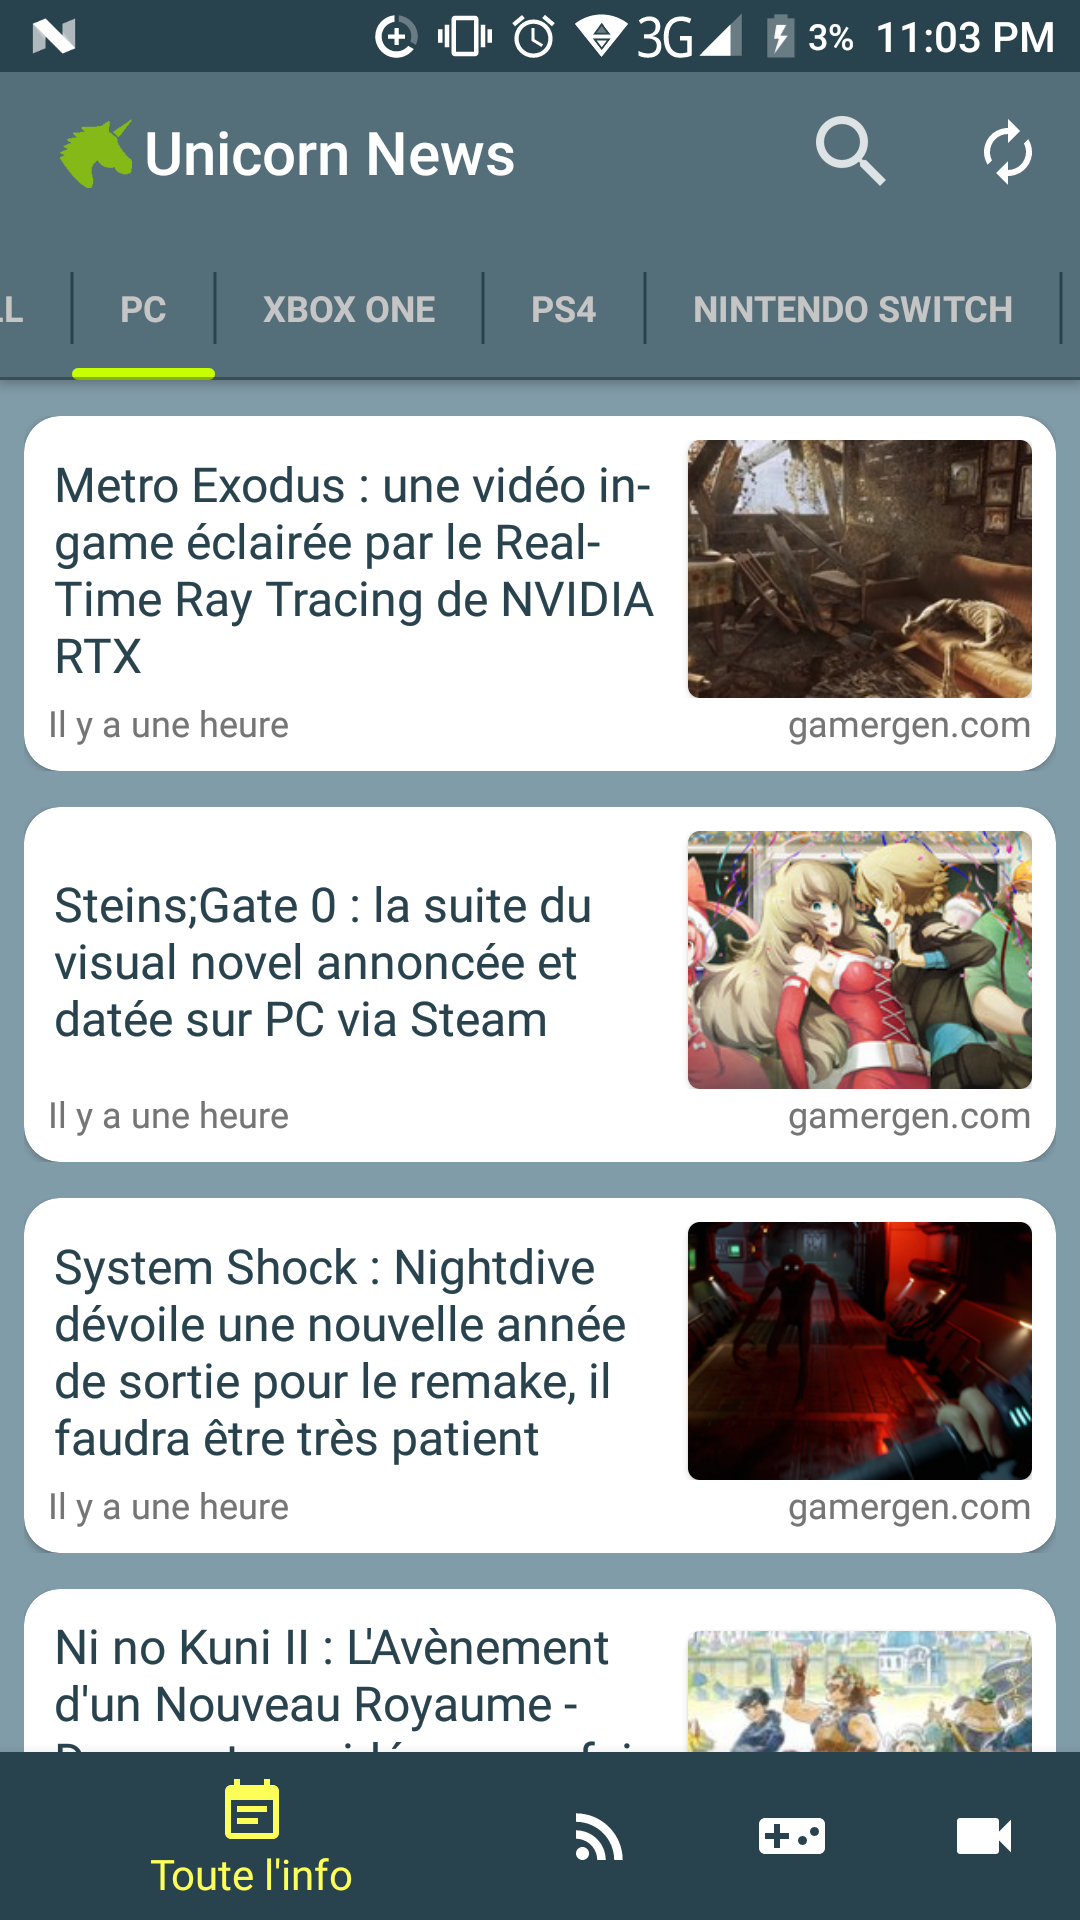 3G 3% 11:03 PM
Unicorn News
LL PC XBOX ONE PS4 NINTENDO SWITCH
Metro Exodus : une vidéo in-
game éclairée par le Real-
Time Ray Tracing de NVIDIA
RTX
Il y a une heure gamergen.com
Steins;Gate 0 : la suite du
visual novel annoncée et
datée sur PC via Steam
Il y a une heure gamergen.com
System Shock : Nightdive
dévoile une nouvelle année
de sortie pour le remake, il
faudra être très patient
Il y a une heure gamergen.com
Ni no Kuni II : L'Avènement
d'un Nouveau Royaume -
Toute l'info